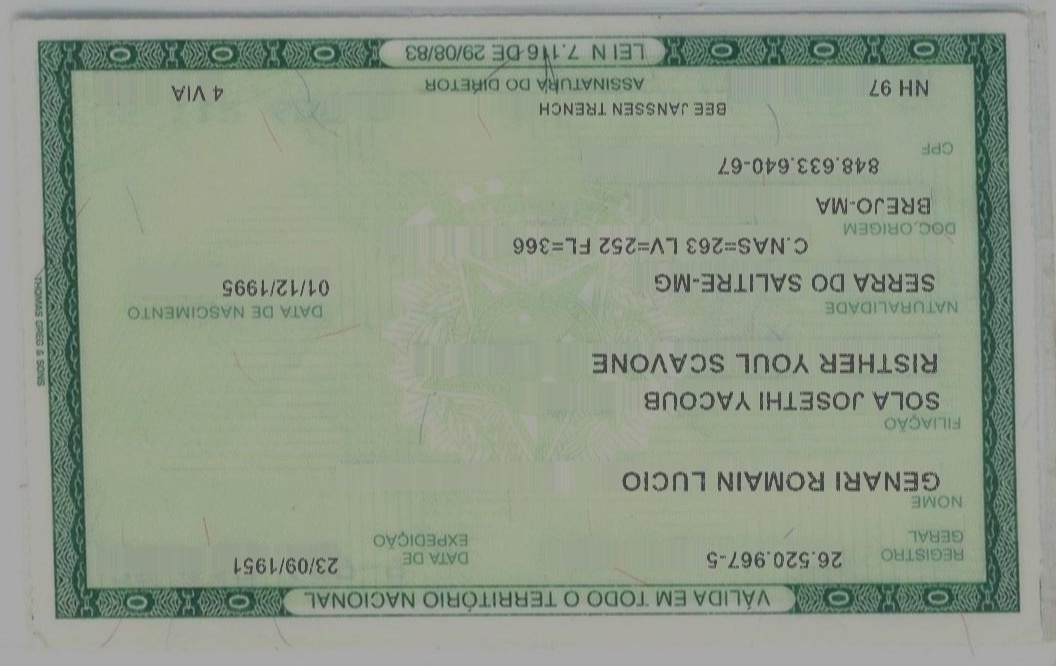 VÁLIDA EM TODO O TERRITÓRIO NACIONAL
REGISTRO GERAL 26.520.967-5 DATA DE EXPEDIÇÃO 23/09/1951
NOME
GENARI ROMAIN LUCIO
FILIAÇÃO
SOLA JOSETHI YACOUB
RISTHER YOUL SCAVONE
NATURALIDADE DATA DE NASCIMENTO
SERRA DO SALITRE-MG 01/12/1995
C.NAS=263 LV=252 FL=366
DOC.ORIGEM
BREJO-MA
848.633.640-67
CPF
BEE JANSSEN TRENCH
NH 97 ASSINATURA DO DIRETOR 4 VIA
LEI N 7.116 DE 29/08/83
THOMAS GREG & SONS